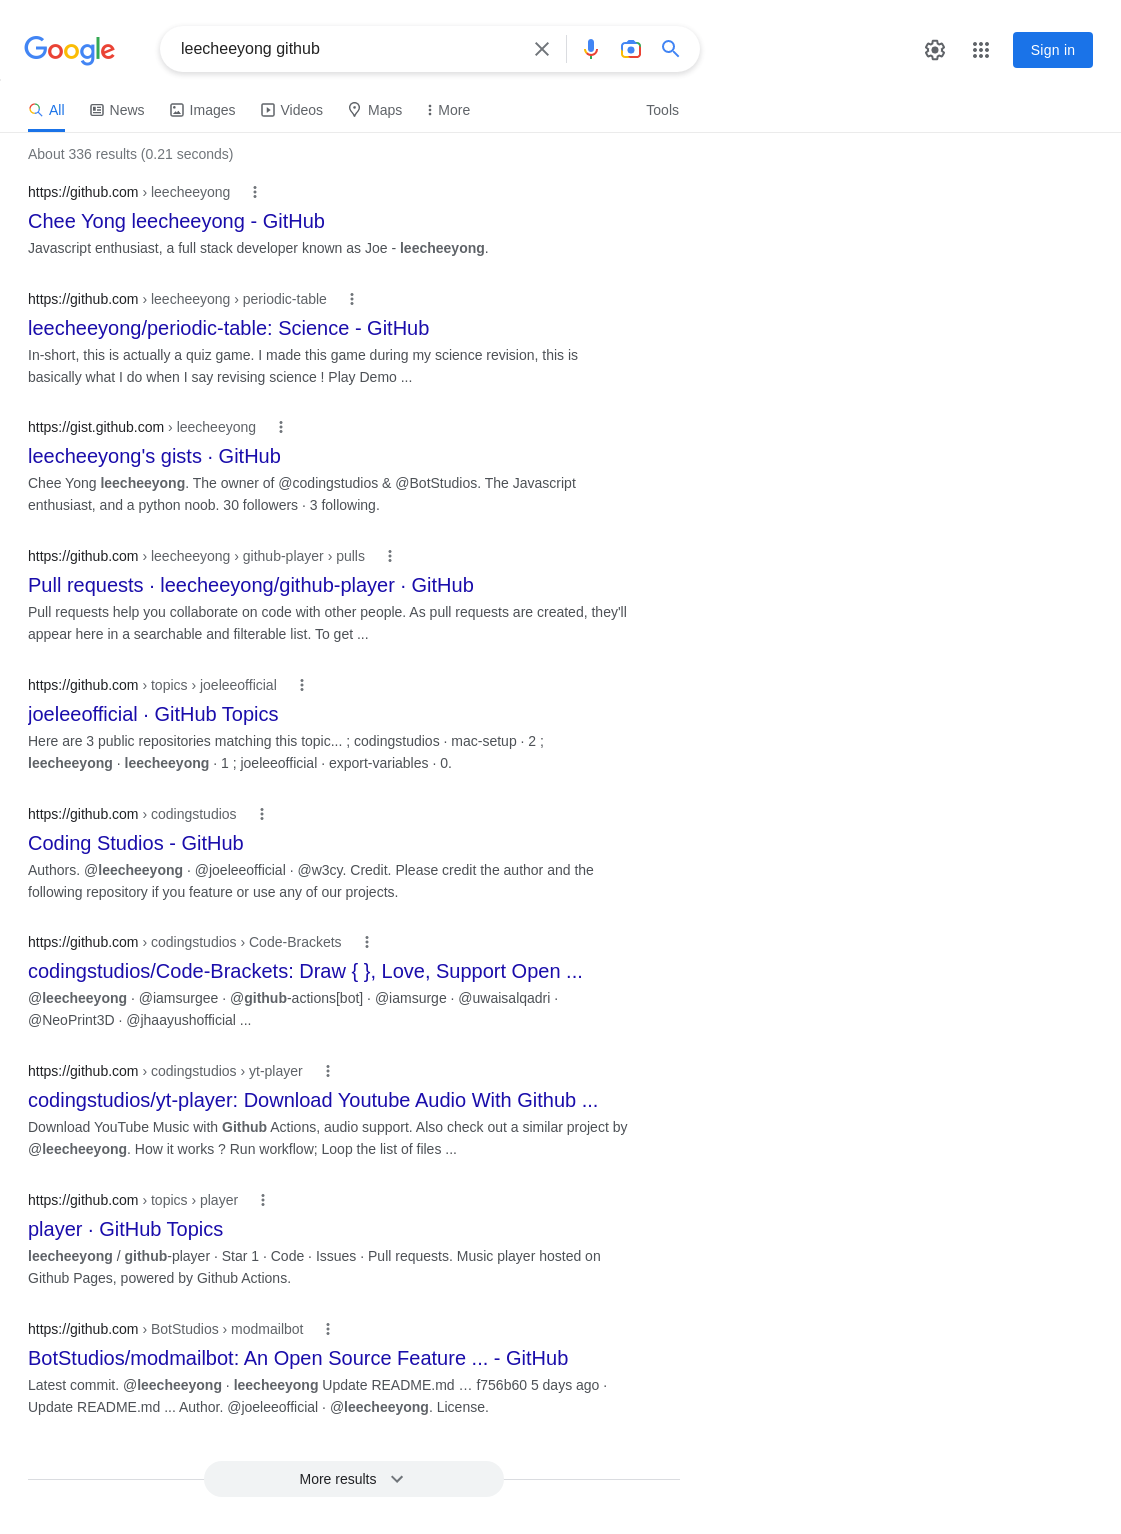 Google
leecheeyong github
Sign in
All News Images Videos Maps More Tools
About 336 results (0.21 seconds)
https://github.com › leecheeyong
Chee Yong leecheeyong - GitHub
Javascript enthusiast, a full stack developer known as Joe - leecheeyong.
https://github.com › leecheeyong › periodic-table
leecheeyong/periodic-table: Science - GitHub
In-short, this is actually a quiz game. I made this game during my science revision, this is
basically what I do when I say revising science ! Play Demo ...
https://gist.github.com › leecheeyong
leecheeyong's gists · GitHub
Chee Yong leecheeyong. The owner of @codingstudios & @BotStudios. The Javascript
enthusiast, and a python noob. 30 followers · 3 following.
https://github.com › leecheeyong › github-player › pulls
Pull requests · leecheeyong/github-player · GitHub
Pull requests help you collaborate on code with other people. As pull requests are created, they'll
appear here in a searchable and filterable list. To get ...
https://github.com › topics › joeleeofficial
joeleeofficial · GitHub Topics
Here are 3 public repositories matching this topic... ; codingstudios · mac-setup · 2 ;
leecheeyong · leecheeyong · 1 ; joeleeofficial · export-variables · 0.
https://github.com › codingstudios
Coding Studios - GitHub
Authors. @leecheeyong · @joeleeofficial · @w3cy. Credit. Please credit the author and the
following repository if you feature or use any of our projects.
https://github.com › codingstudios › Code-Brackets
codingstudios/Code-Brackets: Draw { }, Love, Support Open ...
@leecheeyong · @iamsurgee · @github-actions[bot] · @iamsurge · @uwaisalqadri ·
@NeoPrint3D · @jhaayushofficial ...
https://github.com › codingstudios › yt-player
codingstudios/yt-player: Download Youtube Audio With Github ...
Download YouTube Music with Github Actions, audio support. Also check out a similar project by
@leecheeyong. How it works ? Run workflow; Loop the list of files ...
https://github.com › topics › player
player · GitHub Topics
leecheeyong / github-player · Star 1 · Code · Issues · Pull requests. Music player hosted on
Github Pages, powered by Github Actions.
https://github.com › BotStudios › modmailbot
BotStudios/modmailbot: An Open Source Feature ... - GitHub
Latest commit. @leecheeyong · leecheeyong Update README.md … f756b60 5 days ago ·
Update README.md ... Author. @joeleeofficial · @leecheeyong. License.
More results